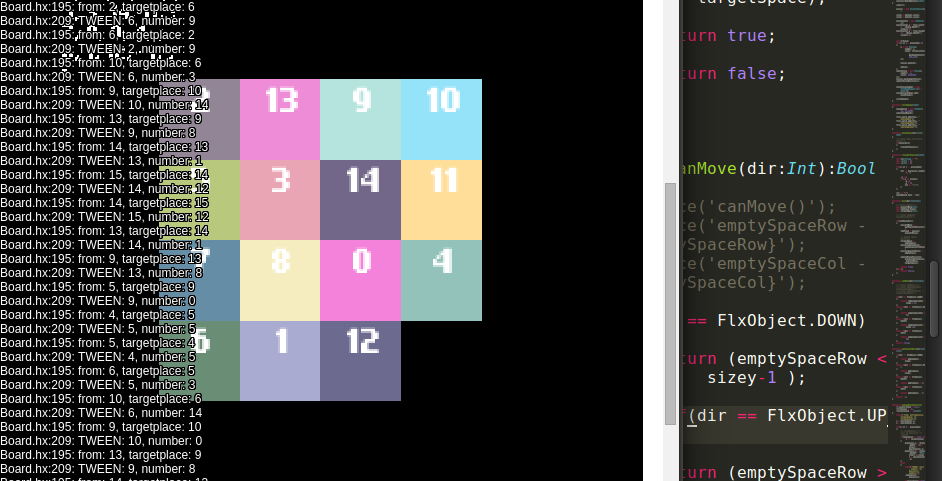 Board.hx:195: from: 2, targetplace: 6
Board.hx:209: TWEEN: 6, number: 9
Board.hx:195: from: 6, targetplace: 2
Board.hx:209: TWEEN: 2, number: 9
Board.hx:195: from: 10, targetplace: 6
Board.hx:209: TWEEN: 6, number: 3
Board.hx:195: from: 9, targetplace: 10
Board.hx:209: TWEEN: 10, number: 14
Board.hx:195: from: 13, targetplace: 9
Board.hx:209: TWEEN: 9, number: 8
Board.hx:195: from: 14, targetplace: 13
Board.hx:209: TWEEN: 13, number: 1
Board.hx:195: from: 15, targetplace: 14
Board.hx:209: TWEEN: 14, number: 12
Board.hx:195: from: 14, targetplace: 15
Board.hx:209: TWEEN: 15, number: 12
Board.hx:195: from: 13, targetplace: 14
Board.hx:209: TWEEN: 14, number: 1
Board.hx:195: from: 9, targetplace: 13
Board.hx:209: TWEEN: 13, number: 8
Board.hx:195: from: 5, targetplace: 9
Board.hx:209: TWEEN: 9, number: 0
Board.hx:195: from: 4, targetplace: 5
Board.hx:209: TWEEN: 5, number: 5
Board.hx:195: from: 5, targetplace: 4
Board.hx:209: TWEEN: 4, number: 5
Board.hx:195: from: 6, targetplace: 5
Board.hx:209: TWEEN: 5, number: 3
Board.hx:195: from: 10, targetplace: 6
Board.hx:209: TWEEN: 6, number: 14
Board.hx:195: from: 9, targetplace: 10
Board.hx:209: TWEEN: 10, number: 0
Board.hx:195: from: 13, targetplace: 9
Board.hx:209: TWEEN: 9, number: 8
13 9 10
3 14 11
7 8 0 4
6 1 12
urn true;
urn false;
anMove(dir:Int):Bool
ce('canMove()');
ce('emptySpaceRow -
ySpaceRow}');
ce('emptySpaceCol -
ySpaceCol}');
== FlxObject.DOWN)
turn (emptySpaceRow <
sizey-1 );
(dir == FlxObject.UP
turn (emptySpaceRow >